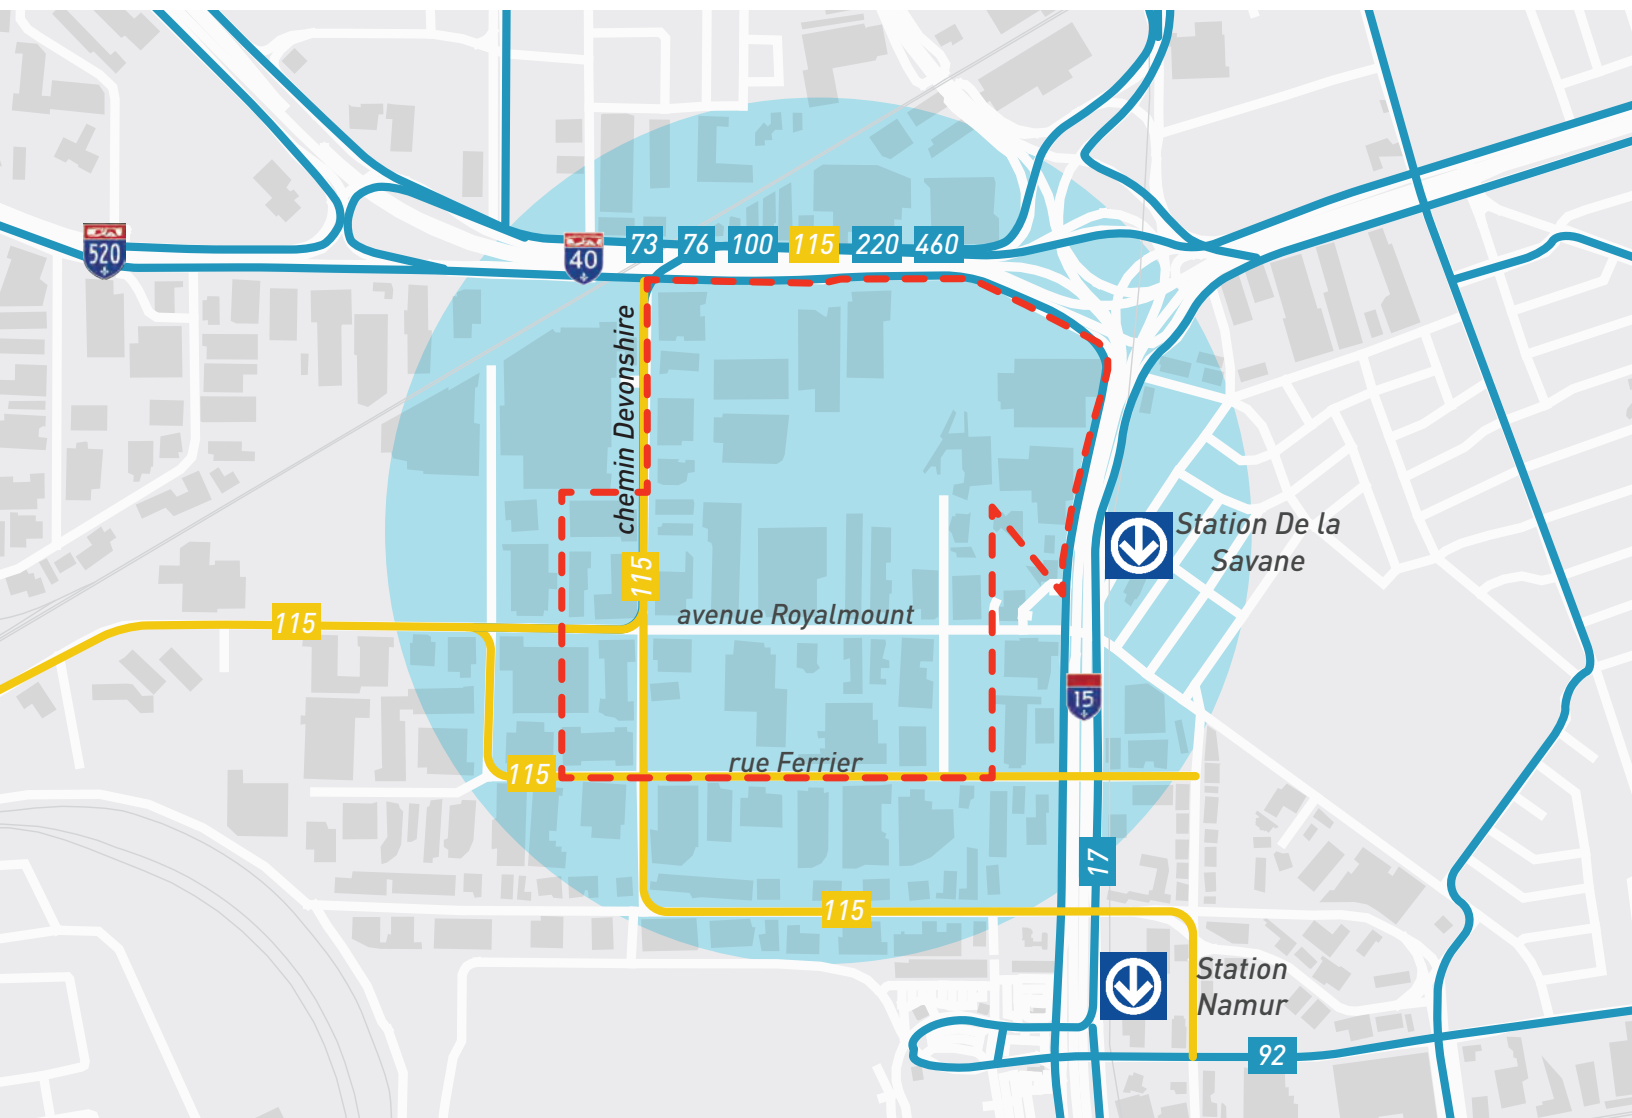 73
76
100
115
220
460
520
40
chemin Devonshire
Station De la
Savane
115
115
avenue Royalmount
15
rue Ferrier
115
17
115
Station
Namur
92